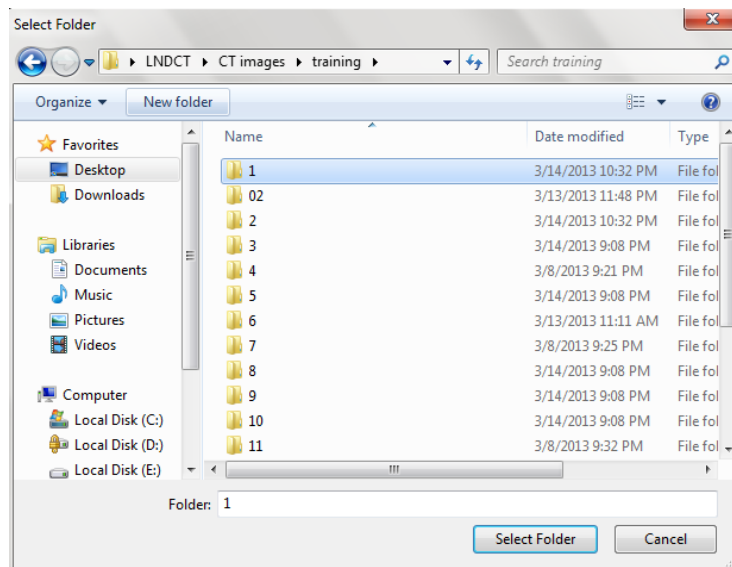 Select Folder
LNDCT ▸ CT images ▸ training ▸
Search training
Organize
New folder
Name
Date modified
Type
Favorites
Desktop
Downloads
Libraries
Documents
Music
Pictures
Videos
Computer
Local Disk (C:)
Local Disk (D:)
Local Disk (E:)
1 3/14/2013 10:32 PM File fol
02 3/13/2013 11:48 PM File fol
2 3/14/2013 10:32 PM File fol
3 3/14/2013 9:08 PM File fol
4 3/8/2013 9:21 PM File fol
5 3/14/2013 9:08 PM File fol
6 3/13/2013 11:11 AM File fol
7 3/8/2013 9:25 PM File fol
8 3/14/2013 9:08 PM File fol
9 3/14/2013 9:08 PM File fol
10 3/14/2013 9:08 PM File fol
11 3/8/2013 9:32 PM File fol
Folder: 1
Select Folder
Cancel